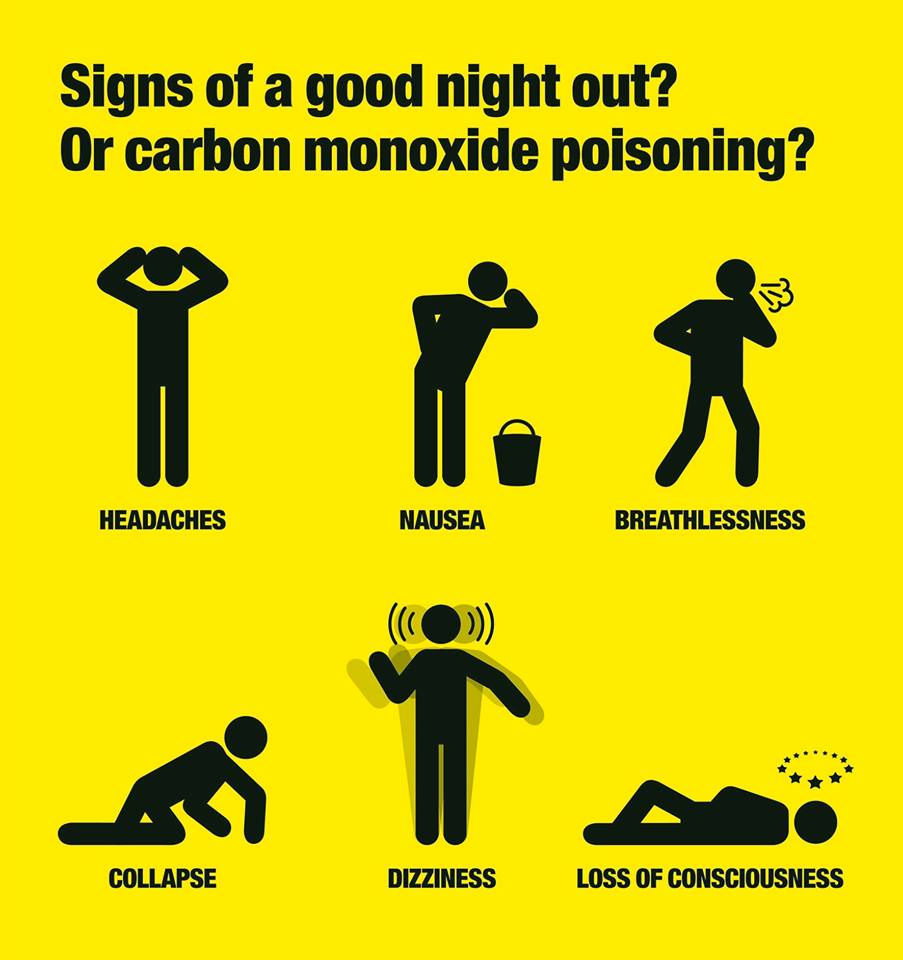 Signs of a good night out?
Or carbon monoxide poisoning?
HEADACHES
NAUSEA
BREATHLESSNESS
COLLAPSE
DIZZINESS
LOSS OF CONSCIOUSNESS